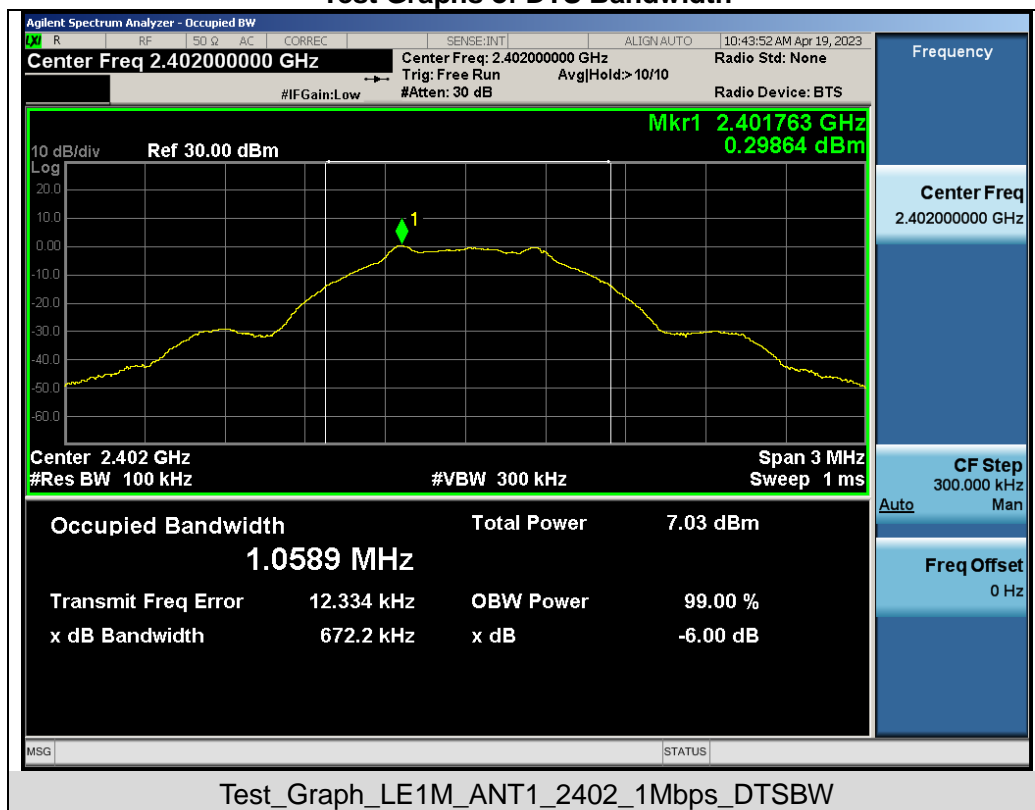 Test Graphs of DTS Bandwidth
Agilent Spectrum Analyzer - Occupied BW
LXI R RF 50 Ω AC CORREC SENSE:INT ALIGN AUTO 10:43:52 AM Apr 19, 2023
Center Freq 2.402000000 GHz
Center Freq: 2.402000000 GHz
Radio Std: None
Trig: Free Run Avg|Hold:> 10/10
#IFGain:Low #Atten: 30 dB Radio Device: BTS
Frequency
Mkr1 2.401763 GHz
0.29864 dBm
10 dB/div Ref 30.00 dBm
Log
20.0
10.0
0.00
-10.0
-20.0
-30.0
-40.0
-50.0
-60.0
1
Center 2.402 GHz Span 3 MHz
#Res BW 100 kHz #VBW 300 kHz Sweep 1 ms
Center Freq
2.402000000 GHz
CF Step
300.000 kHz
Auto Man
Freq Offset
0 Hz
Occupied Bandwidth Total Power 7.03 dBm
1.0589 MHz
Transmit Freq Error 12.334 kHz OBW Power 99.00 %
x dB Bandwidth 672.2 kHz x dB -6.00 dB
MSG STATUS
Test_Graph_LE1M_ANT1_2402_1Mbps_DTSBW